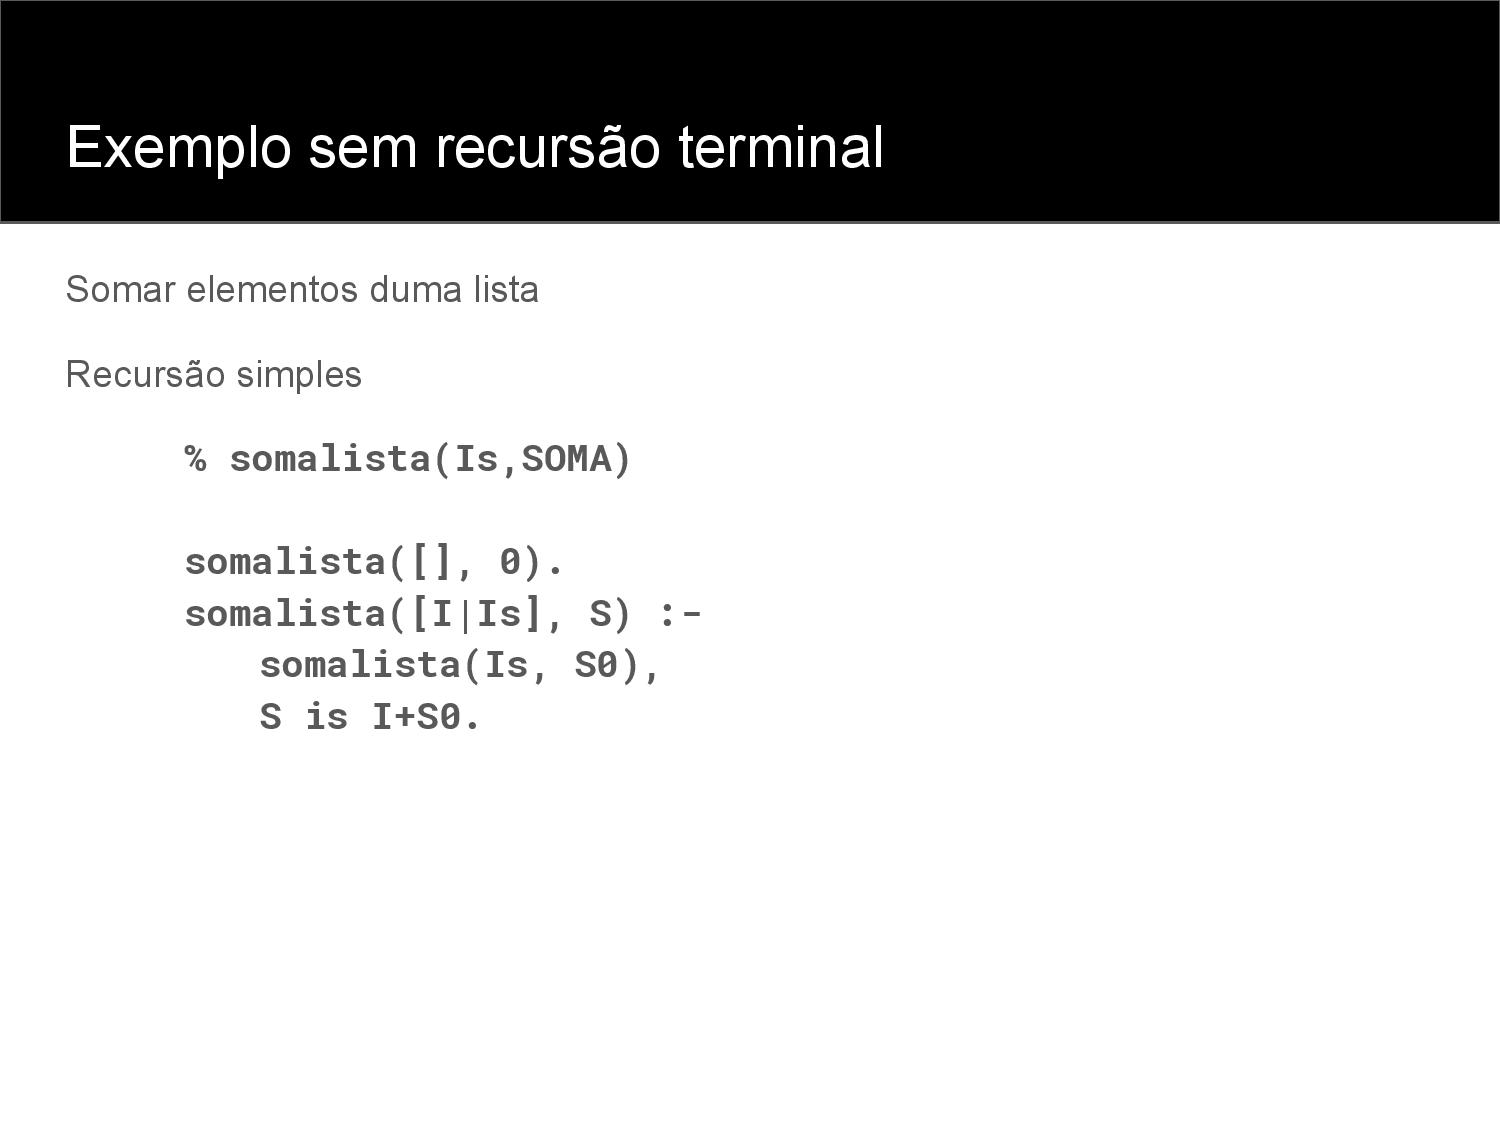 Exemplo sem recursão terminal
Somar elementos duma lista
Recursão simples
% somalista(Is,SOMA)
somalista([], 0).
somalista([I|Is], S) :-
somalista(Is, S0),
S is I+S0.